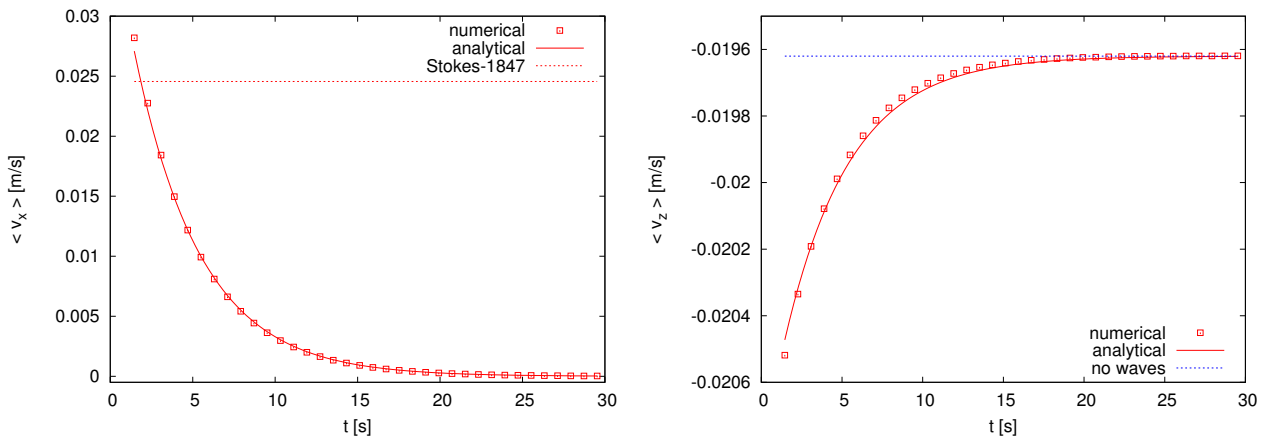 0.03
0.025
0.02
0.015
0.01
0.005
0
0 5 10 15 20 25 30
< v_x > [m/s]
t [s]
numerical
analytical
Stokes-1847
-0.0196
-0.0198
-0.02
-0.0202
-0.0204
-0.0206
0 5 10 15 20 25 30
< v_z > [m/s]
t [s]
numerical
analytical
no waves